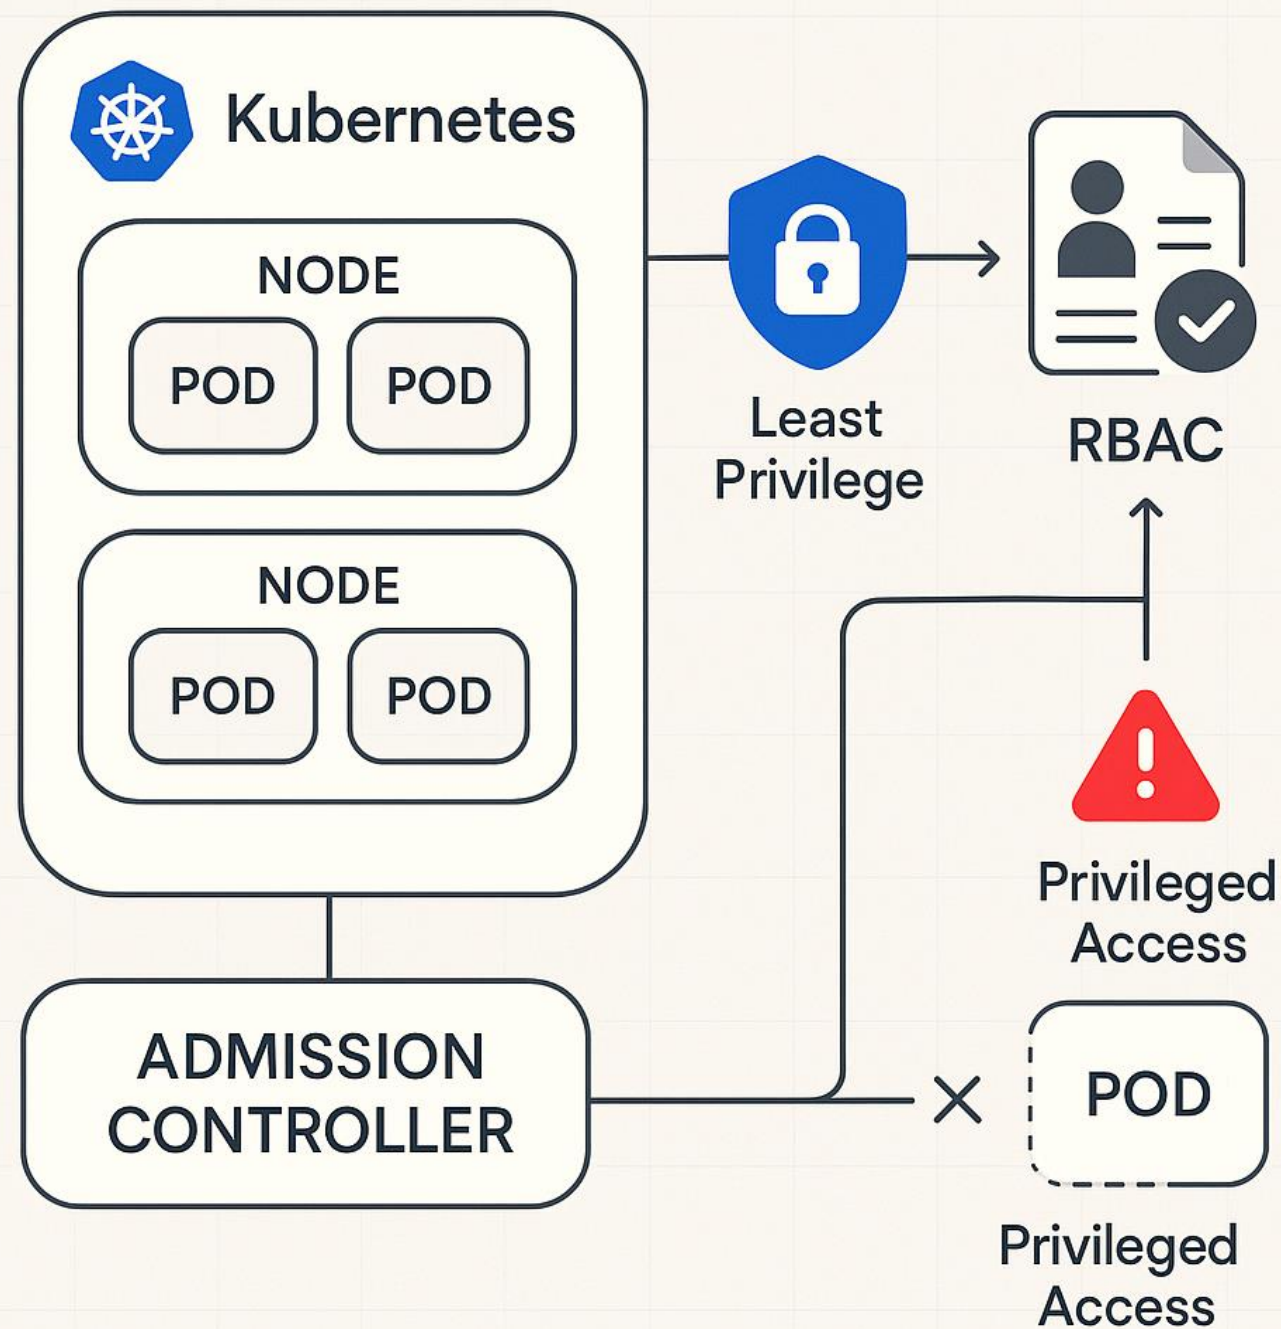 Kubernetes
NODE
POD POD
NODE
POD POD
Least
Privilege
RBAC
Privileged
Access
ADMISSION
CONTROLLER
POD
Privileged
Access